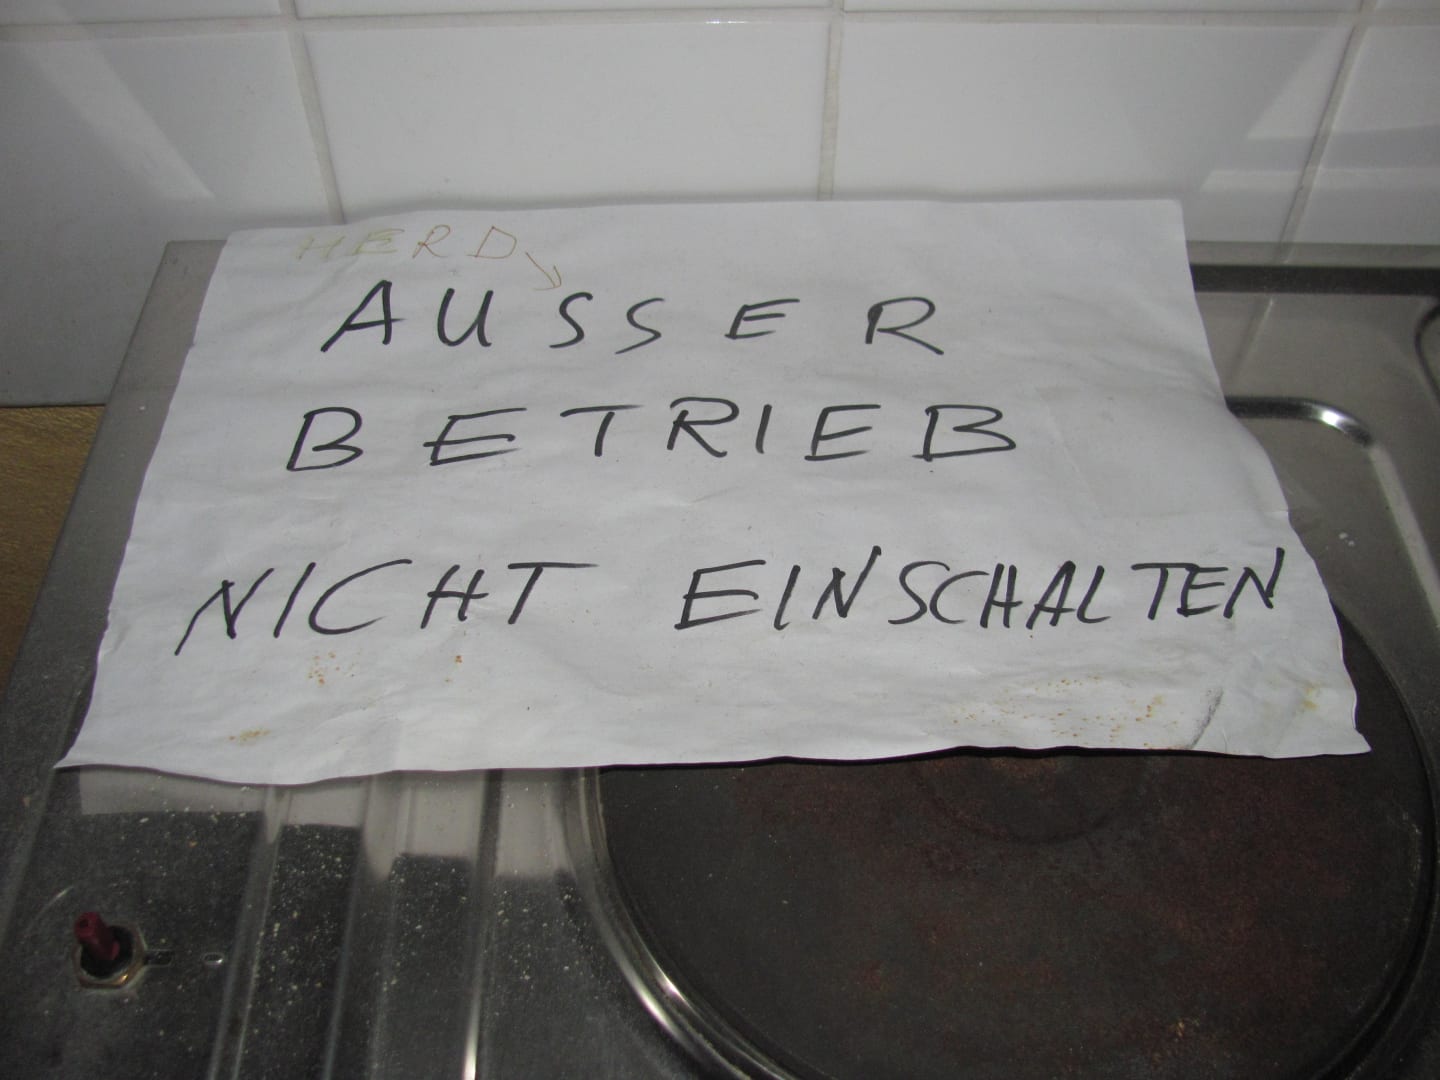 HERD
AUSSER
BETRIEB
NICHT EINSCHALTEN